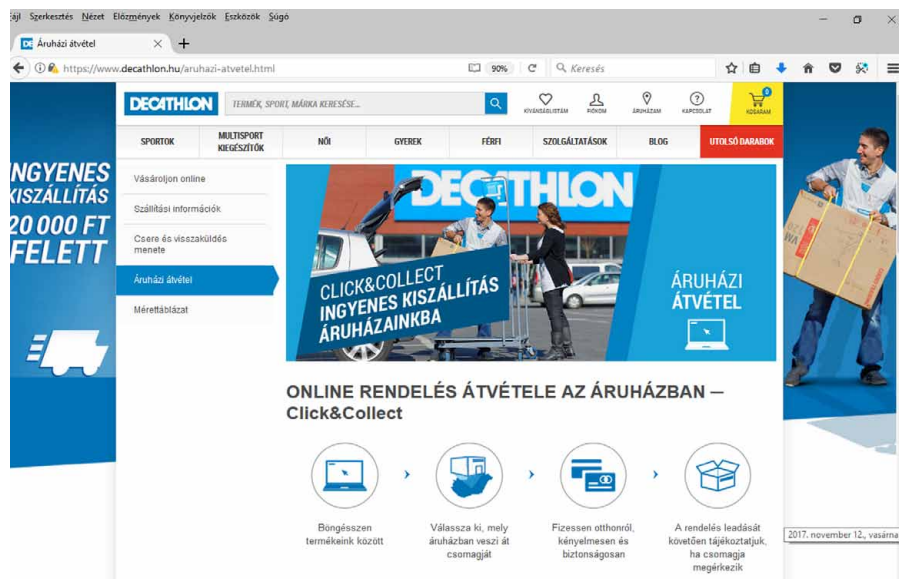 ájl Szerkesztés Nézet Előzmények Könyvjelzők Eszközök Súgó
DE Áruházi átvétel
https://www.decathlon.hu/aruhazi-atvetel.html
90%
Keresés
DECATHLON
TERMÉK, SPORT, MÁRKA KERESÉSE...
KÍVÁNSÁGLISTÁM
FIÓKOM
ÁRUHÁZAM
KAPCSOLAT
0
KOSARAM
SPORTOK
MULTISPORT
KIEGÉSZÍTŐK
NŐI
GYEREK
FÉRFI
SZOLGÁLTATÁSOK
BLOG
UTOLSÓ DARABOK
INGYENES
KISZÁLLÍTÁS
20 000 FT
FELETT
Vásároljon online
Szállítási információk
Csere és visszaküldés
menete
Áruházi átvétel
Mérettáblázat
DECATHLON
CLICK&COLLECT
INGYENES KISZÁLLÍTÁS
ÁRUHÁZAINKBA
ÁRUHÁZI
ÁTVÉTEL
ONLINE RENDELÉS ÁTVÉTELE AZ ÁRUHÁZBAN —
Click&Collect
Böngésszen
termékeink között
Válassza ki, mely
áruházban veszi át
csomagját
Fizessen otthonról,
kényelmesen és
biztonságosan
A rendelés leadását
követően tájékoztatjuk,
ha csomagja
megérkezik
2017. november 12., vasárna